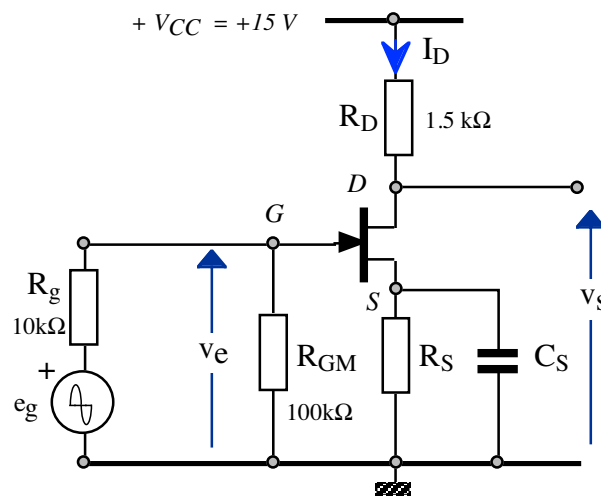 + VCC = +15 V
ID
RD
1.5 kΩ
D
G
Rg
10kΩ
S
vs
+
ve
RGM
RS
CS
eg
100kΩ